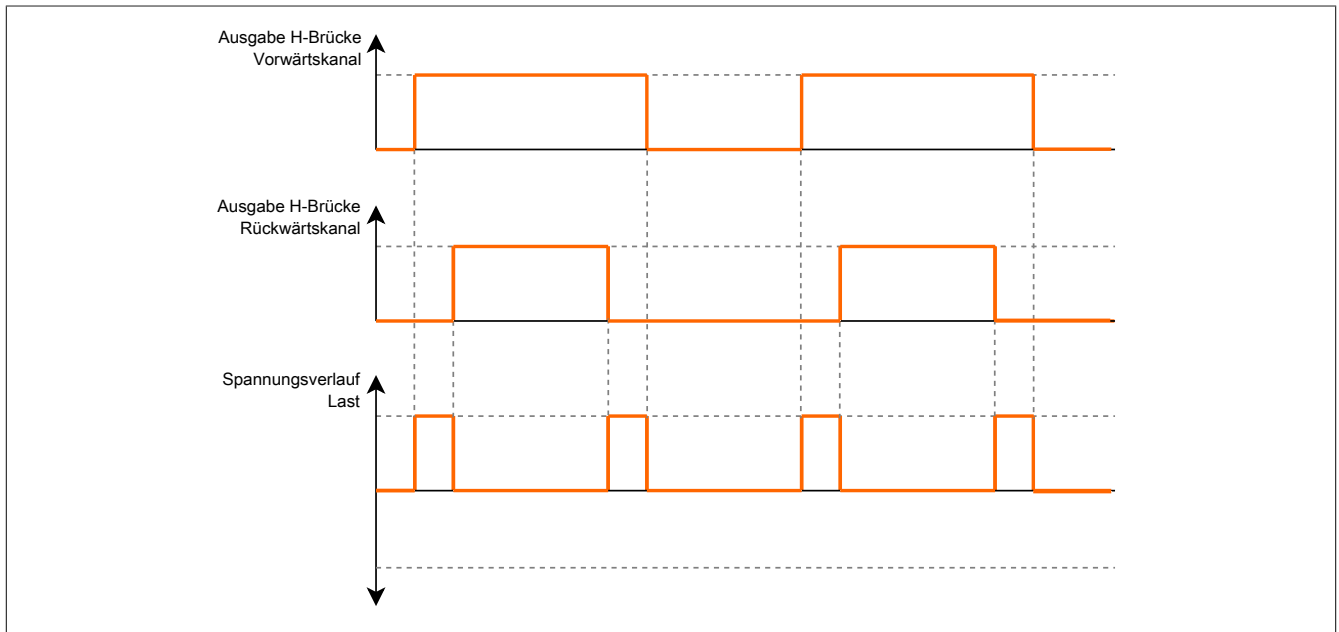 Ausgabe H-Brücke
Vorwärtskanal
Ausgabe H-Brücke
Rückwärtskanal
Spannungsverlauf
Last